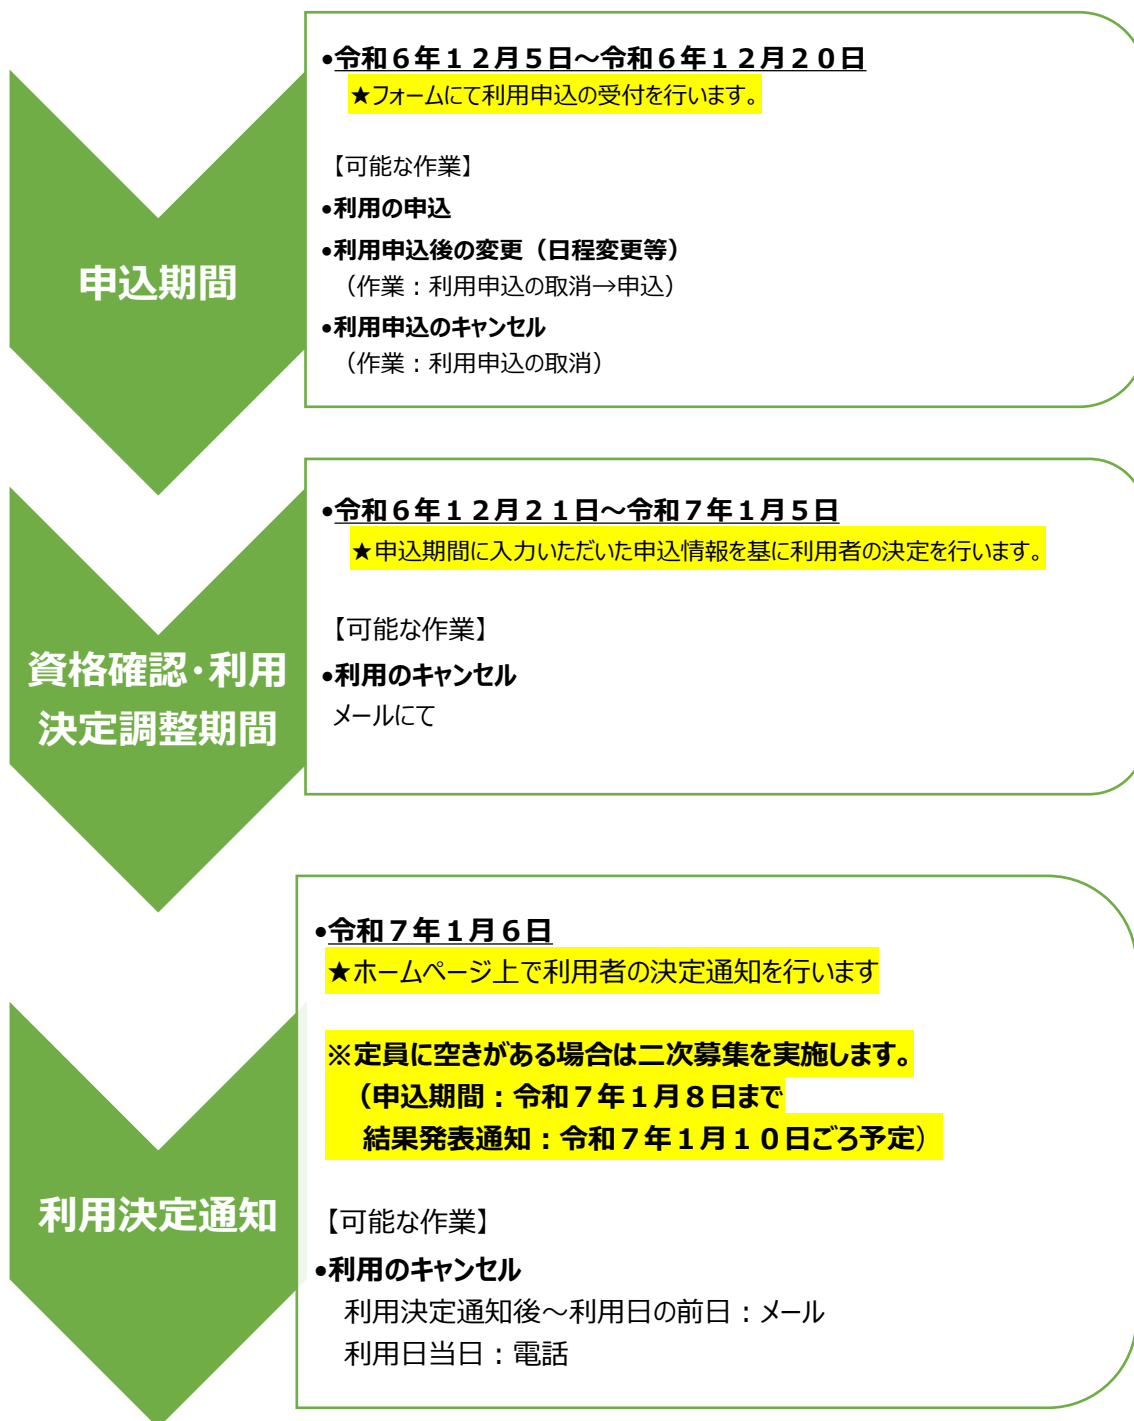 申込期間
•令和６年１２月５日～令和６年１２月２０日
★フォームにて利用申込の受付を行います。
【可能な作業】
•利用の申込
•利用申込後の変更（日程変更等）
（作業：利用申込の取消→申込）
•利用申込のキャンセル
（作業：利用申込の取消）
資格確認・利用
決定調整期間
•令和６年１２月２１日～令和７年１月５日
★申込期間に入力いただいた申込情報を基に利用者の決定を行います。
【可能な作業】
•利用のキャンセル
メールにて
利用決定通知
•令和７年１月６日
★ホームページ上で利用者の決定通知を行います
※定員に空きがある場合は二次募集を実施します。
（申込期間：令和７年１月８日まで
結果発表通知：令和７年１月１０日ごろ予定）
【可能な作業】
•利用のキャンセル
利用決定通知後～利用日の前日：メール
利用日当日：電話